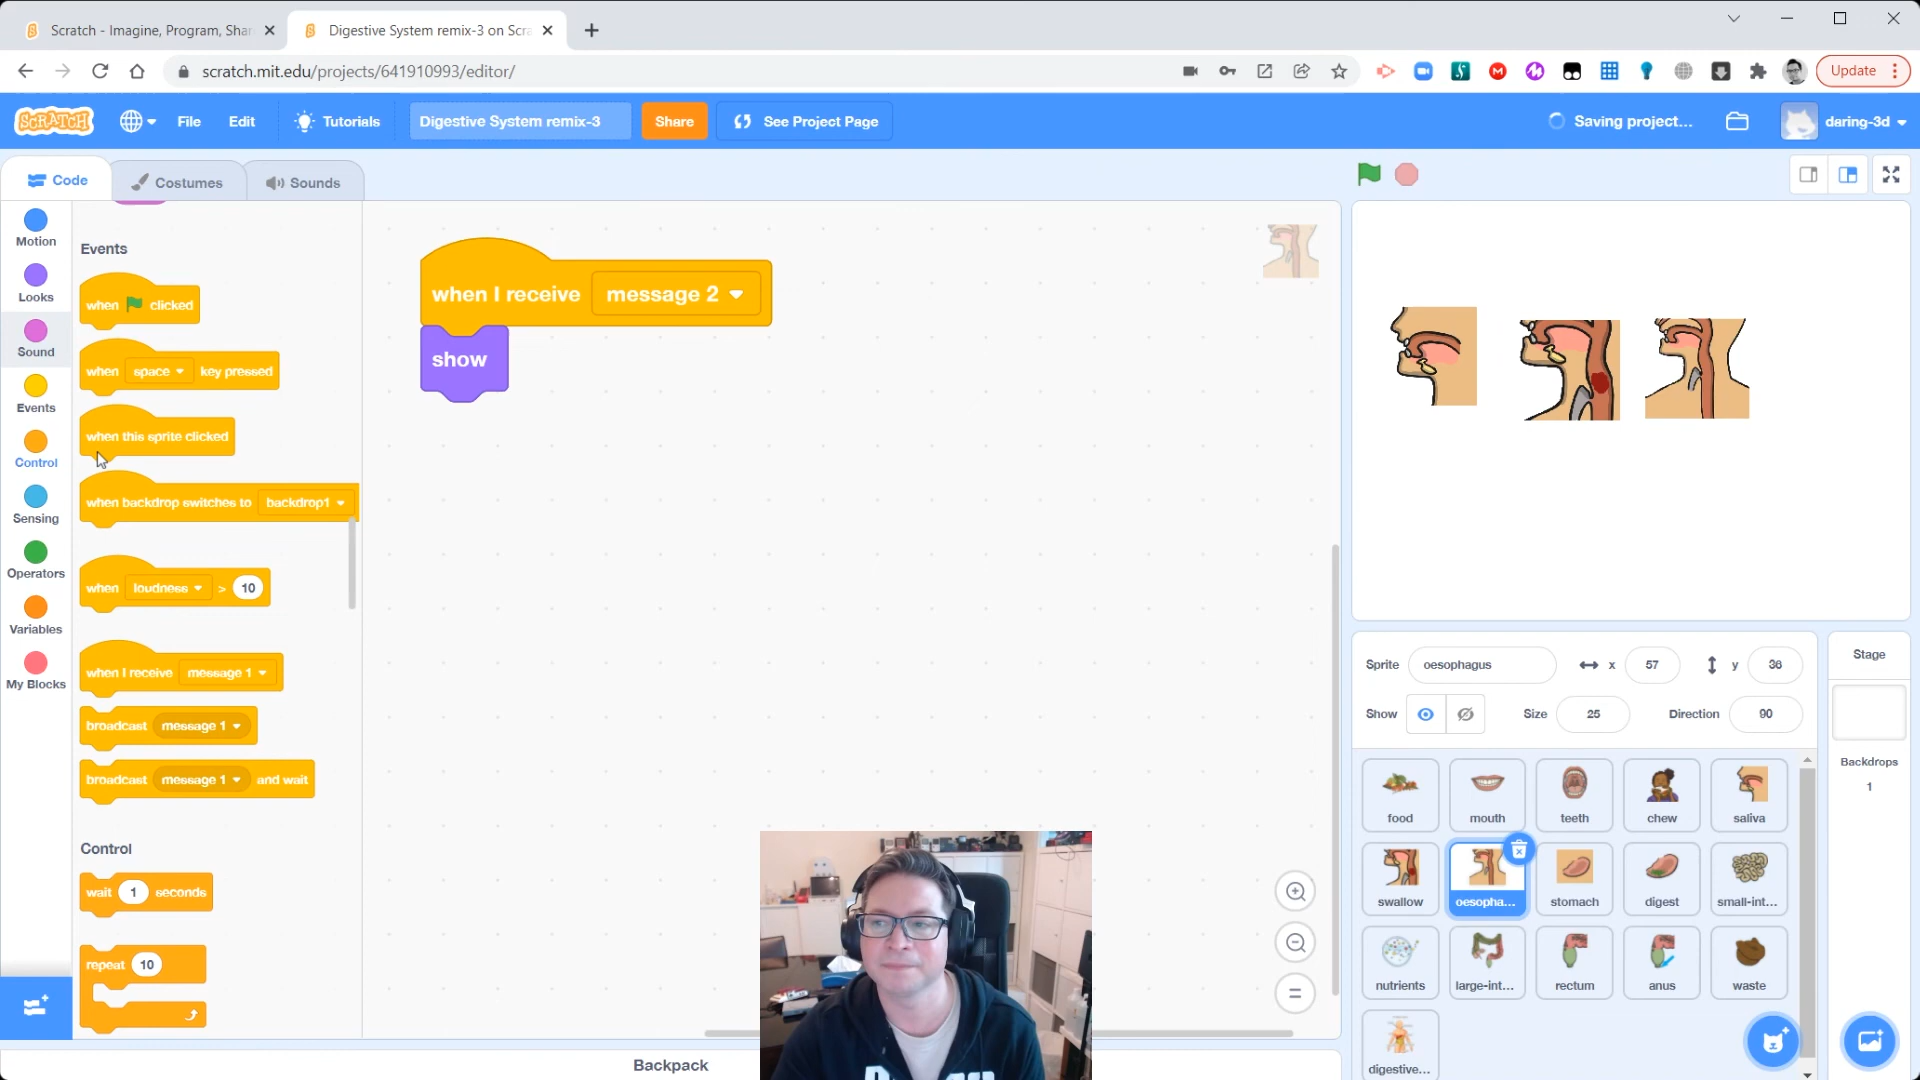 Scratch - Imagine, Program, Shar
Digestive System remix-3 on Scra
scratch.mit.edu/projects/641910993/editor/
Update
SCRATCH
File
Edit
Tutorials
Digestive System remix-3
Share
See Project Page
Saving project...
daring-3d
Code
Costumes
Sounds
Motion
Looks
Sound
Events
Control
Sensing
Operators
Variables
My Blocks
Events
when clicked
when space key pressed
when this sprite clicked
when backdrop switches to backdrop1
when loudness > 10
when I receive message 1
broadcast message 1
broadcast message 1 and wait
Control
wait 1 seconds
repeat 10
when I receive message 2
show
Backpack
Sprite oesophagus x 57 y 36
Show Size 25 Direction 90
food mouth teeth chew saliva
swallow oesopha... stomach digest small-int...
nutrients large-int... rectum anus waste
digestive...
Stage
Backdrops
1